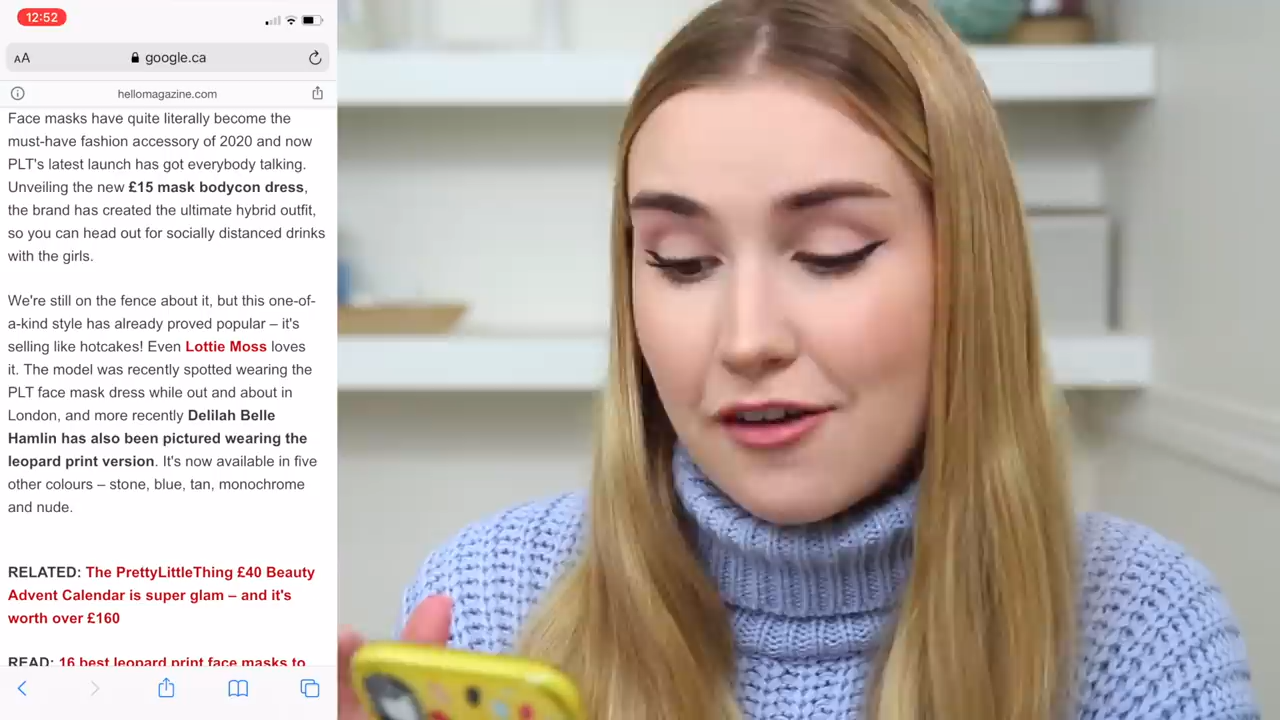 12:52
AA
google.ca
hellomagazine.com
Face masks have quite literally become the
must-have fashion accessory of 2020 and now
PLT's latest launch has got everybody talking.
Unveiling the new £15 mask bodycon dress,
the brand has created the ultimate hybrid outfit,
so you can head out for socially distanced drinks
with the girls.
We're still on the fence about it, but this one-of-
a-kind style has already proved popular – it's
selling like hotcakes! Even Lottie Moss loves
it. The model was recently spotted wearing the
PLT face mask dress while out and about in
London, and more recently Delilah Belle
Hamlin has also been pictured wearing the
leopard print version. It's now available in five
other colours – stone, blue, tan, monochrome
and nude.
RELATED: The PrettyLittleThing £40 Beauty
Advent Calendar is super glam – and it's
worth over £160
READ: 16 best leopard print face masks to